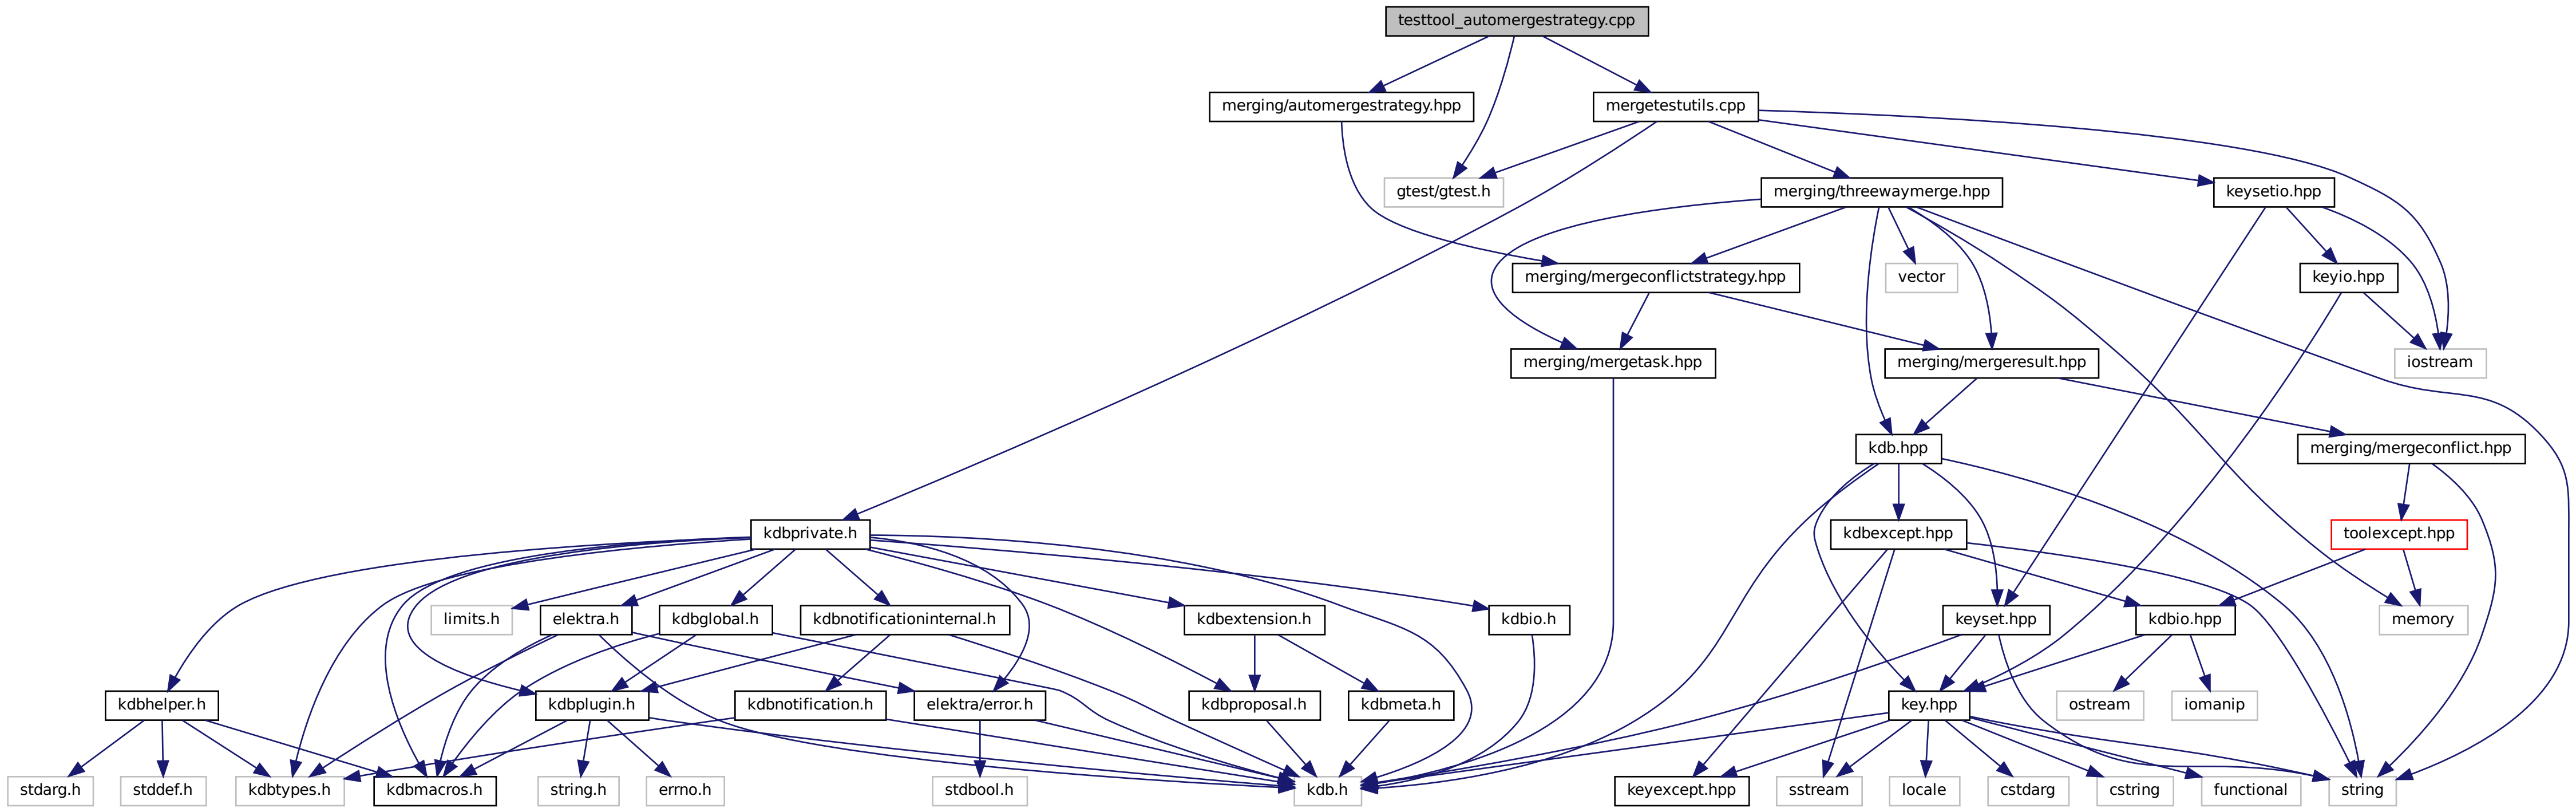 testtool_automergestrategy.cpp
merging/automergestrategy.hpp
mergetestutils.cpp
gtest/gtest.h
merging/threewaymerge.hpp
keysetio.hpp
merging/mergeconflictstrategy.hpp
vector
keyio.hpp
merging/mergetask.hpp
merging/mergeresult.hpp
iostream
kdb.hpp
merging/mergeconflict.hpp
kdbprivate.h
kdbexcept.hpp
toolexcept.hpp
limits.h
elektra.h
kdbglobal.h
kdbnotificationinternal.h
kdbextension.h
kdbio.h
keyset.hpp
kdbio.hpp
memory
kdbhelper.h
kdbplugin.h
kdbnotification.h
elektra/error.h
kdbproposal.h
kdbmeta.h
key.hpp
ostream
iomanip
stdarg.h
stddef.h
kdbtypes.h
kdbmacros.h
string.h
errno.h
stdbool.h
kdb.h
keyexcept.hpp
sstream
locale
cstdarg
cstring
functional
string